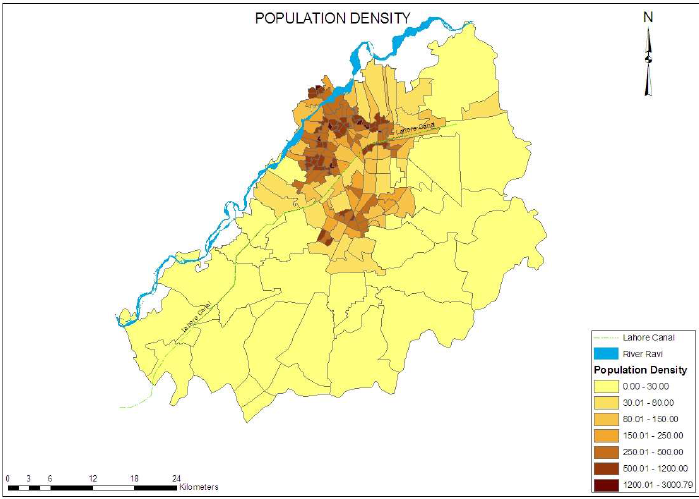 POPULATION DENSITY
N
Lahore Canal
Lahore Canal
Lahore Canal
River Ravi
Population Density
0.00 - 30.00
30.01 - 80.00
80.01 - 150.00
150.01 - 250.00
250.01 - 500.00
500.01 - 1200.00
1200.01 - 3000.79
0 3 6 12 18 24
Kilometers